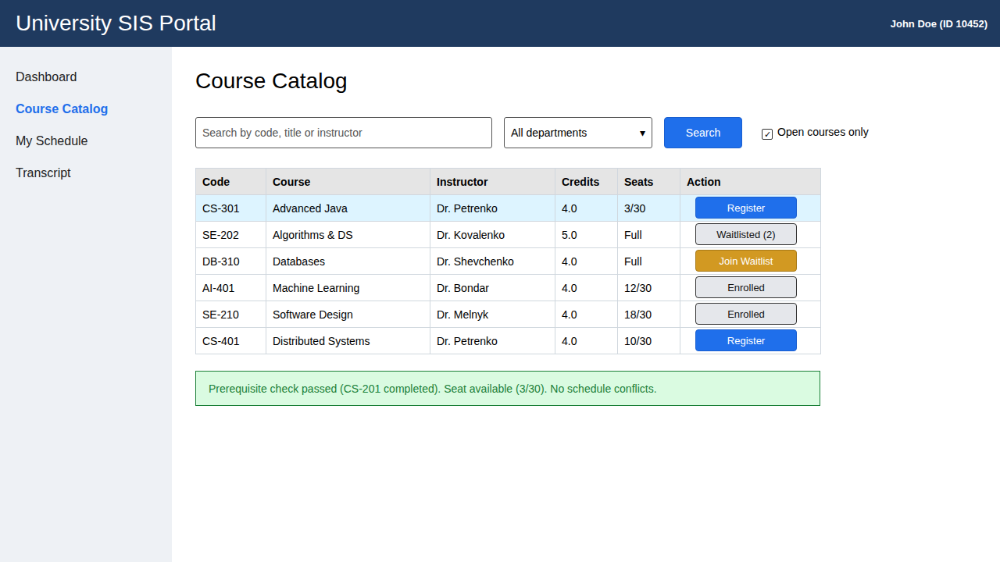 University SIS Portal
John Doe (ID 10452)
Dashboard
Course Catalog
My Schedule
Transcript
Course Catalog
Search by code, title or instructor
All departments ▾
Search
✓ Open courses only
Code Course Instructor Credits Seats Action
CS-301 Advanced Java Dr. Petrenko 4.0 3/30 Register
SE-202 Algorithms & DS Dr. Kovalenko 5.0 Full Waitlisted (2)
DB-310 Databases Dr. Shevchenko 4.0 Full Join Waitlist
AI-401 Machine Learning Dr. Bondar 4.0 12/30 Enrolled
SE-210 Software Design Dr. Melnyk 4.0 18/30 Enrolled
CS-401 Distributed Systems Dr. Petrenko 4.0 10/30 Register
Prerequisite check passed (CS-201 completed). Seat available (3/30). No schedule conflicts.